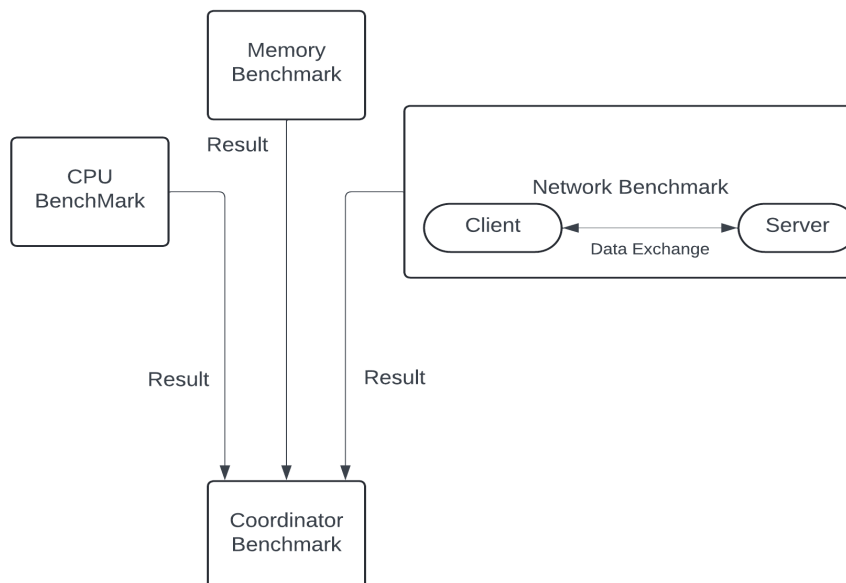 Memory
Benchmark
Result
CPU
BenchMark
Network Benchmark
Client
Server
Data Exchange
Result
Result
Coordinator
Benchmark